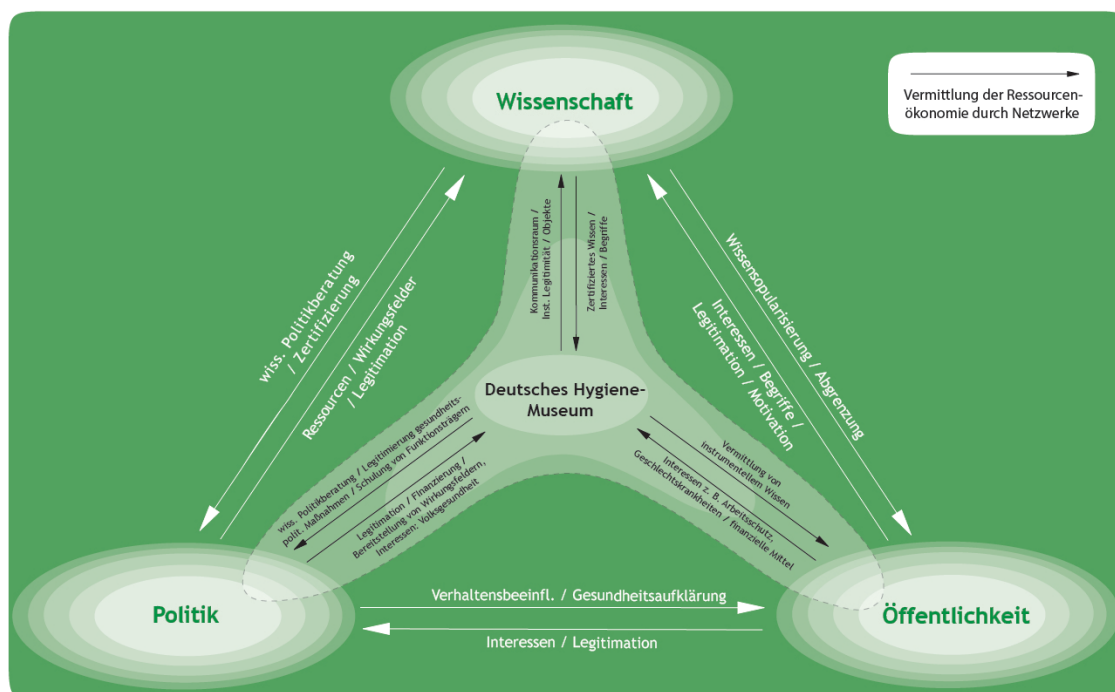 Wissenschaft
Vermittlung der Ressourcen-
ökonomie durch Netzwerke
wiss. Politikberatung
/ Zertifizierung
Ressourcen / Wirkungsfelder
/ Legitimation
Kommunikationsraum /
Inst. Legitimität / Objekte
Zertifiziertes Wissen /
Interessen / Begriffe
Wissensopularisierung / Abgrenzung
Interessen / Begriffe /
Legitimation / Motivation
Deutsches Hygiene-
Museum
wiss. Politikberatung / Legitimierung gesundheits-
polit. Maßnahmen / Schulung von Funktionsträgern
Legitimation / Finanzierung /
Bereitstellung von Wirkungsfeldern,
Interessen: Volksgesundheit
Vermittlung von
instrumentellem Wissen
Interessen z. B. Arbeitsschutz,
Geschlechtskrankheiten / finanzielle Mittel
Politik
Verhaltensbeeinfl. / Gesundheitsaufklärung
Interessen / Legitimation
Öffentlichkeit